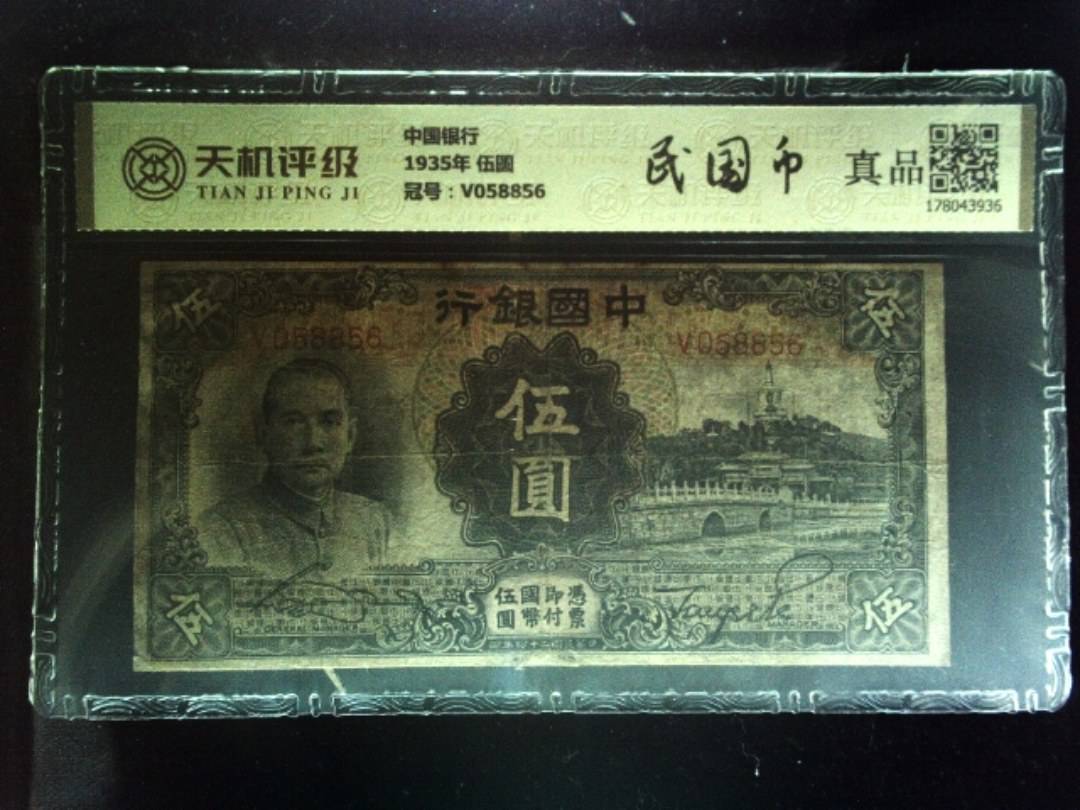 天机评级
TIAN JI PING JI
中国银行
1935年 伍圆
冠号：V058856
民国币
真品
178043936
伍
行銀國中
伍
V058856
V058856
伍
圓
憑票
即付
國幣
伍圓
伍
伍